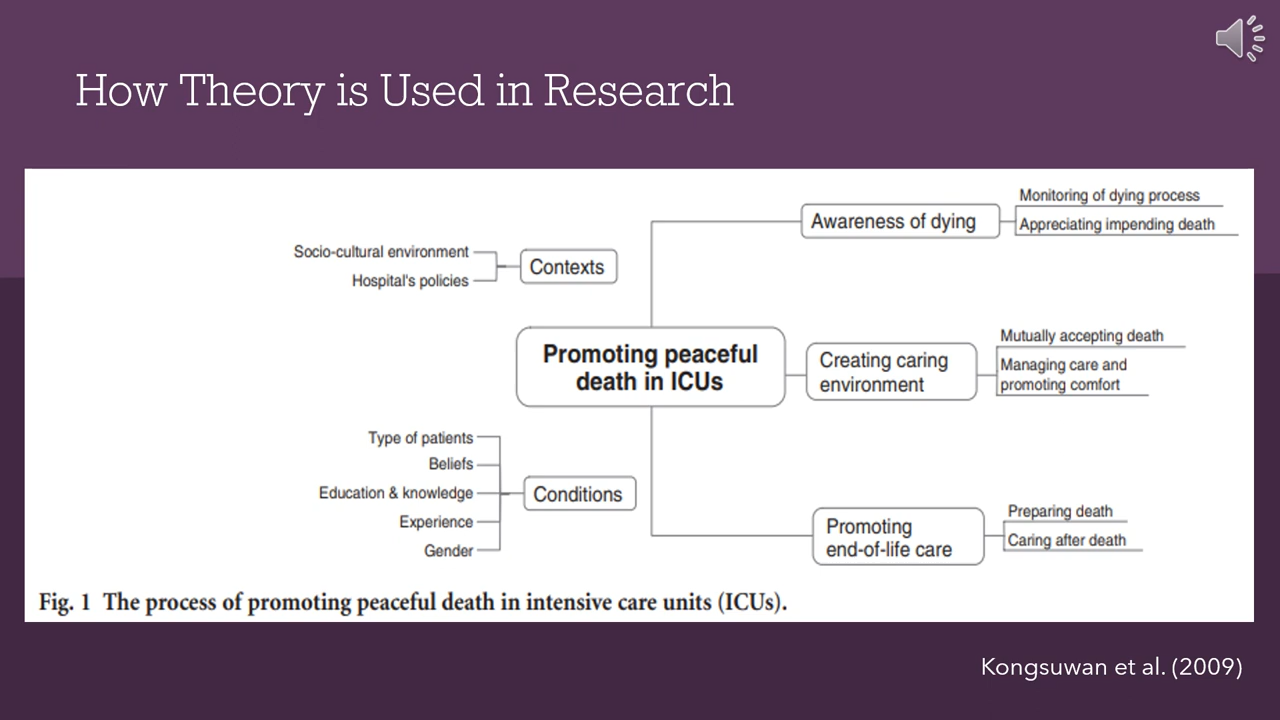 How Theory is Used in Research
Socio-cultural environment
Hospital's policies
Contexts
Promoting peaceful
death in ICUs
Type of patients
Beliefs
Education & knowledge
Experience
Gender
Conditions
Awareness of dying
Monitoring of dying process
Appreciating impending death
Creating caring
environment
Mutually accepting death
Managing care and
promoting comfort
Promoting
end-of-life care
Preparing death
Caring after death
Fig. 1 The process of promoting peaceful death in intensive care units (ICUs).
Kongsuwan et al. (2009)